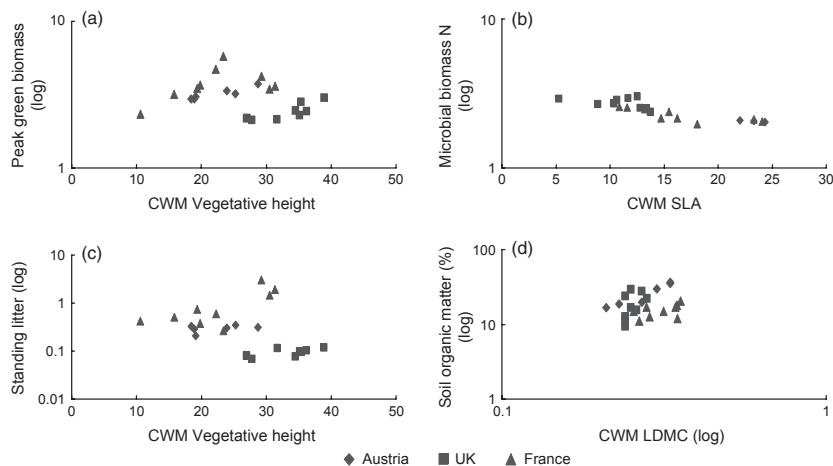 (a)
10
1
Peak green biomass
(log)
0 10 20 30 40 50
CWM Vegetative height
(b)
10
1
Microbial biomass N
(log)
0 5 10 15 20 25 30
CWM SLA
(c)
10
1
0.1
0.01
Standing litter (log)
0 10 20 30 40 50
CWM Vegetative height
(d)
100
10
1
Soil organic matter (%)
(log)
0.1 1
CWM LDMC (log)
Austria UK France